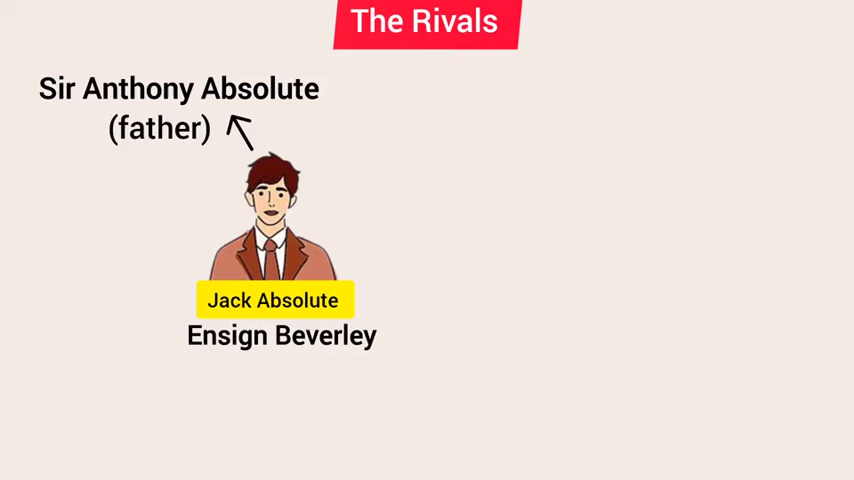 The Rivals
Sir Anthony Absolute
(father)
Jack Absolute
Ensign Beverley